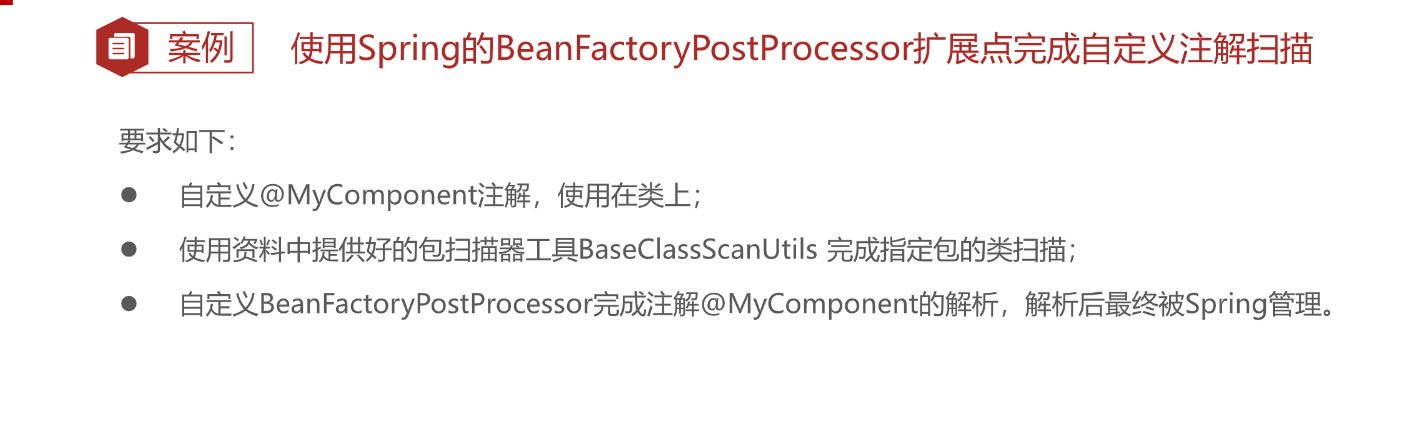 案例 使用Spring的BeanFactoryPostProcessor扩展点完成自定义注解扫描
要求如下：
● 自定义@MyComponent注解，使用在类上；
● 使用资料中提供好的包扫描器工具BaseClassScanUtils 完成指定包的类扫描；
● 自定义BeanFactoryPostProcessor完成注解@MyComponent的解析，解析后最终被Spring管理。